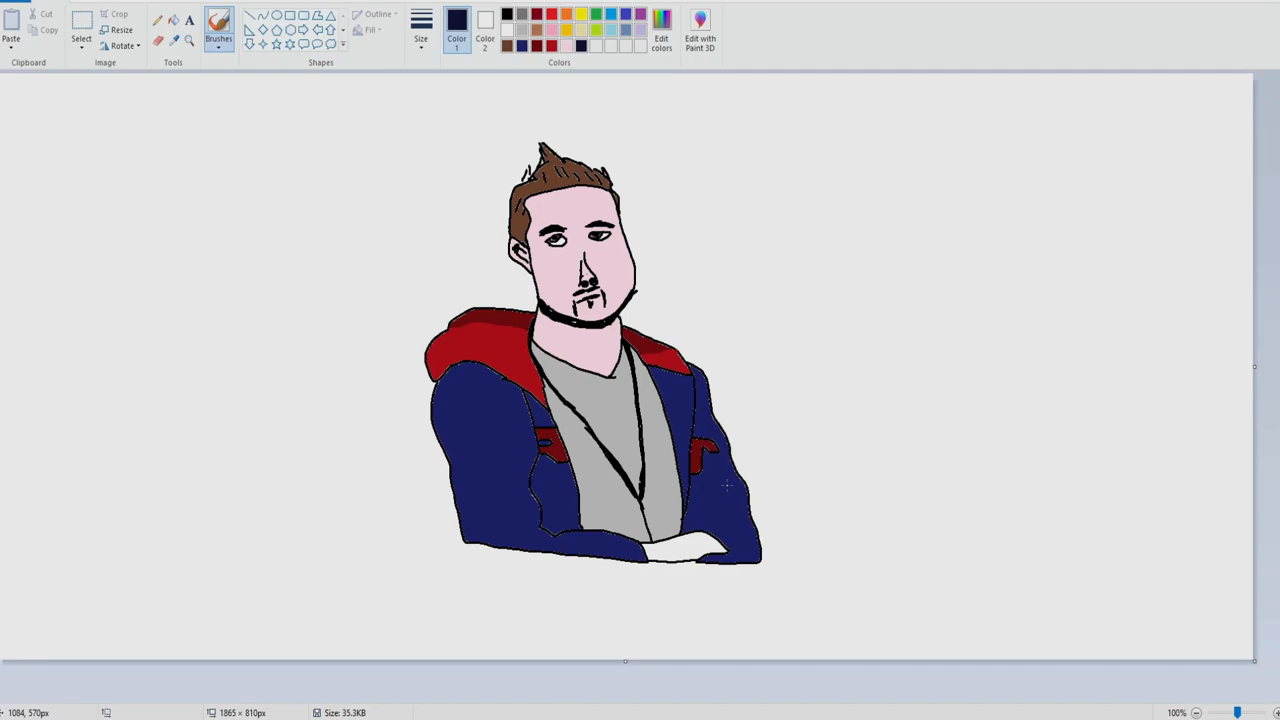 Cut
Crop
Outline
Paste
Copy
Select
Resize
Rotate
A
Brushes
Fill
Size
Color 1
Color 2
Edit colors
Edit with Paint 3D
Clipboard
Image
Tools
Shapes
Colors
1084, 570px
1865 × 810px
Size: 35.3KB
100%